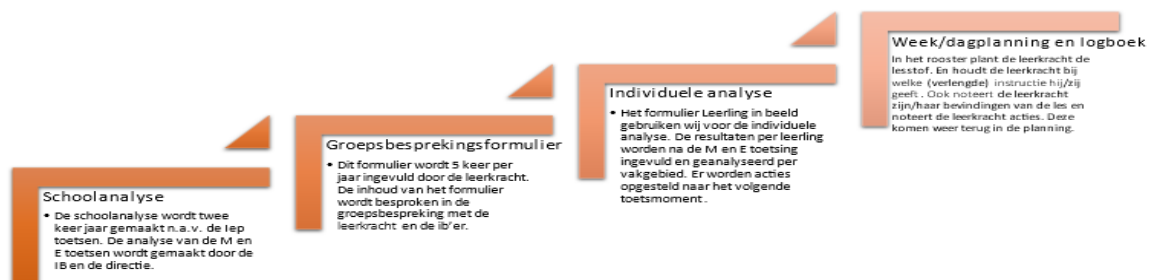 Schoolanalyse
• De schoolanalyse wordt twee
keer jaar gemaakt n.a.v. de Iep
toetsen. De analyse van de M en
E toetsen wordt gemaakt door de
IB en de directie.
Groepsbesprekingsformulier
• Dit formulier wordt 5 keer per
jaar ingevuld door de leerkracht.
De inhoud van het formulier
wordt besproken in de
groepsbespreking met de
leerkracht en de ib'er.
Individuele analyse
• Het formulier Leerling in beeld
gebruiken wij voor de individuele
analyse. De resultaten per leerling
worden na de M en E toetsing
ingevuld en geanalyseerd per
vakgebied. Er worden acties
opgesteld naar het volgende
toetsmoment.
Week/dagplanning en logboek
In het rooster plant de leerkracht de
lesstof. En houdt de leerkracht bij
welke (verlengde) instructie hij/zij
geeft. Ook noteert de leerkracht
zijn/haar bevindingen van de les en
noteert de leerkracht acties. Deze
komen weer terug in de planning.